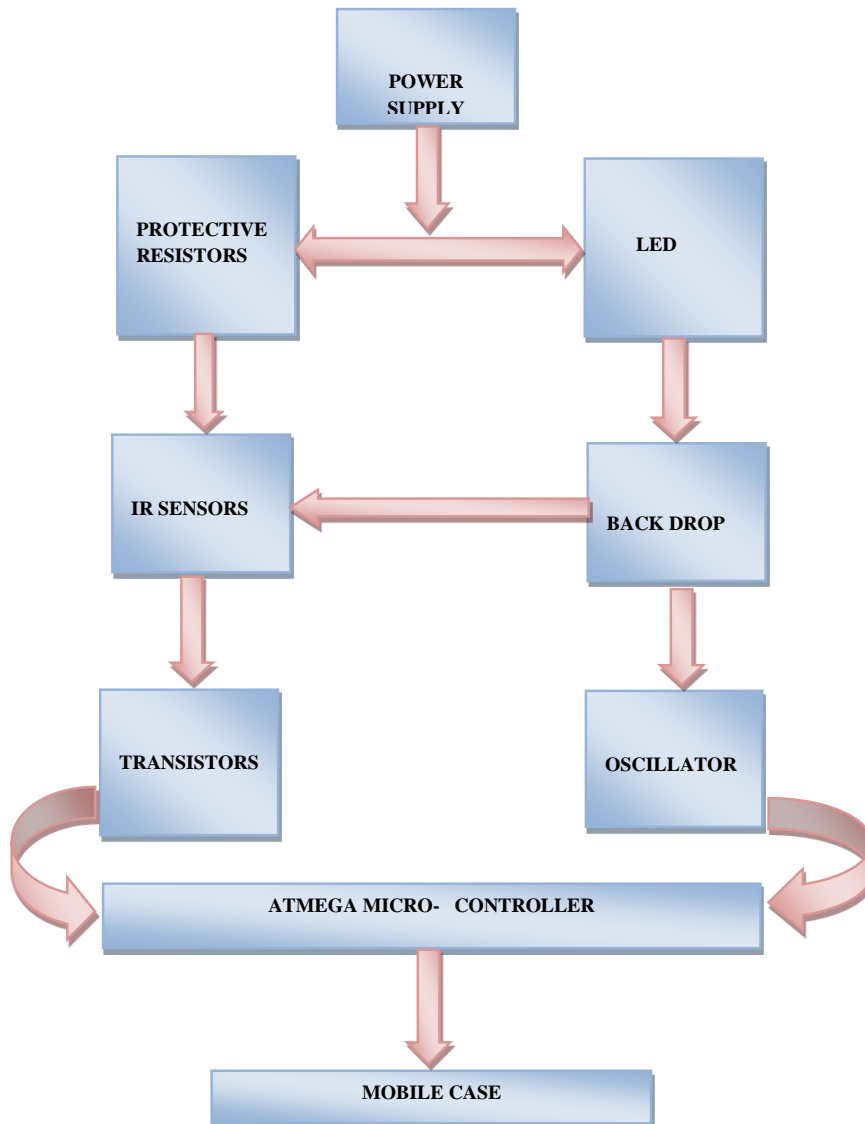 POWER
SUPPLY
PROTECTIVE
RESISTORS
LED
IR SENSORS
BACK DROP
TRANSISTORS
OSCILLATOR
ATMEGA MICRO- CONTROLLER
MOBILE CASE